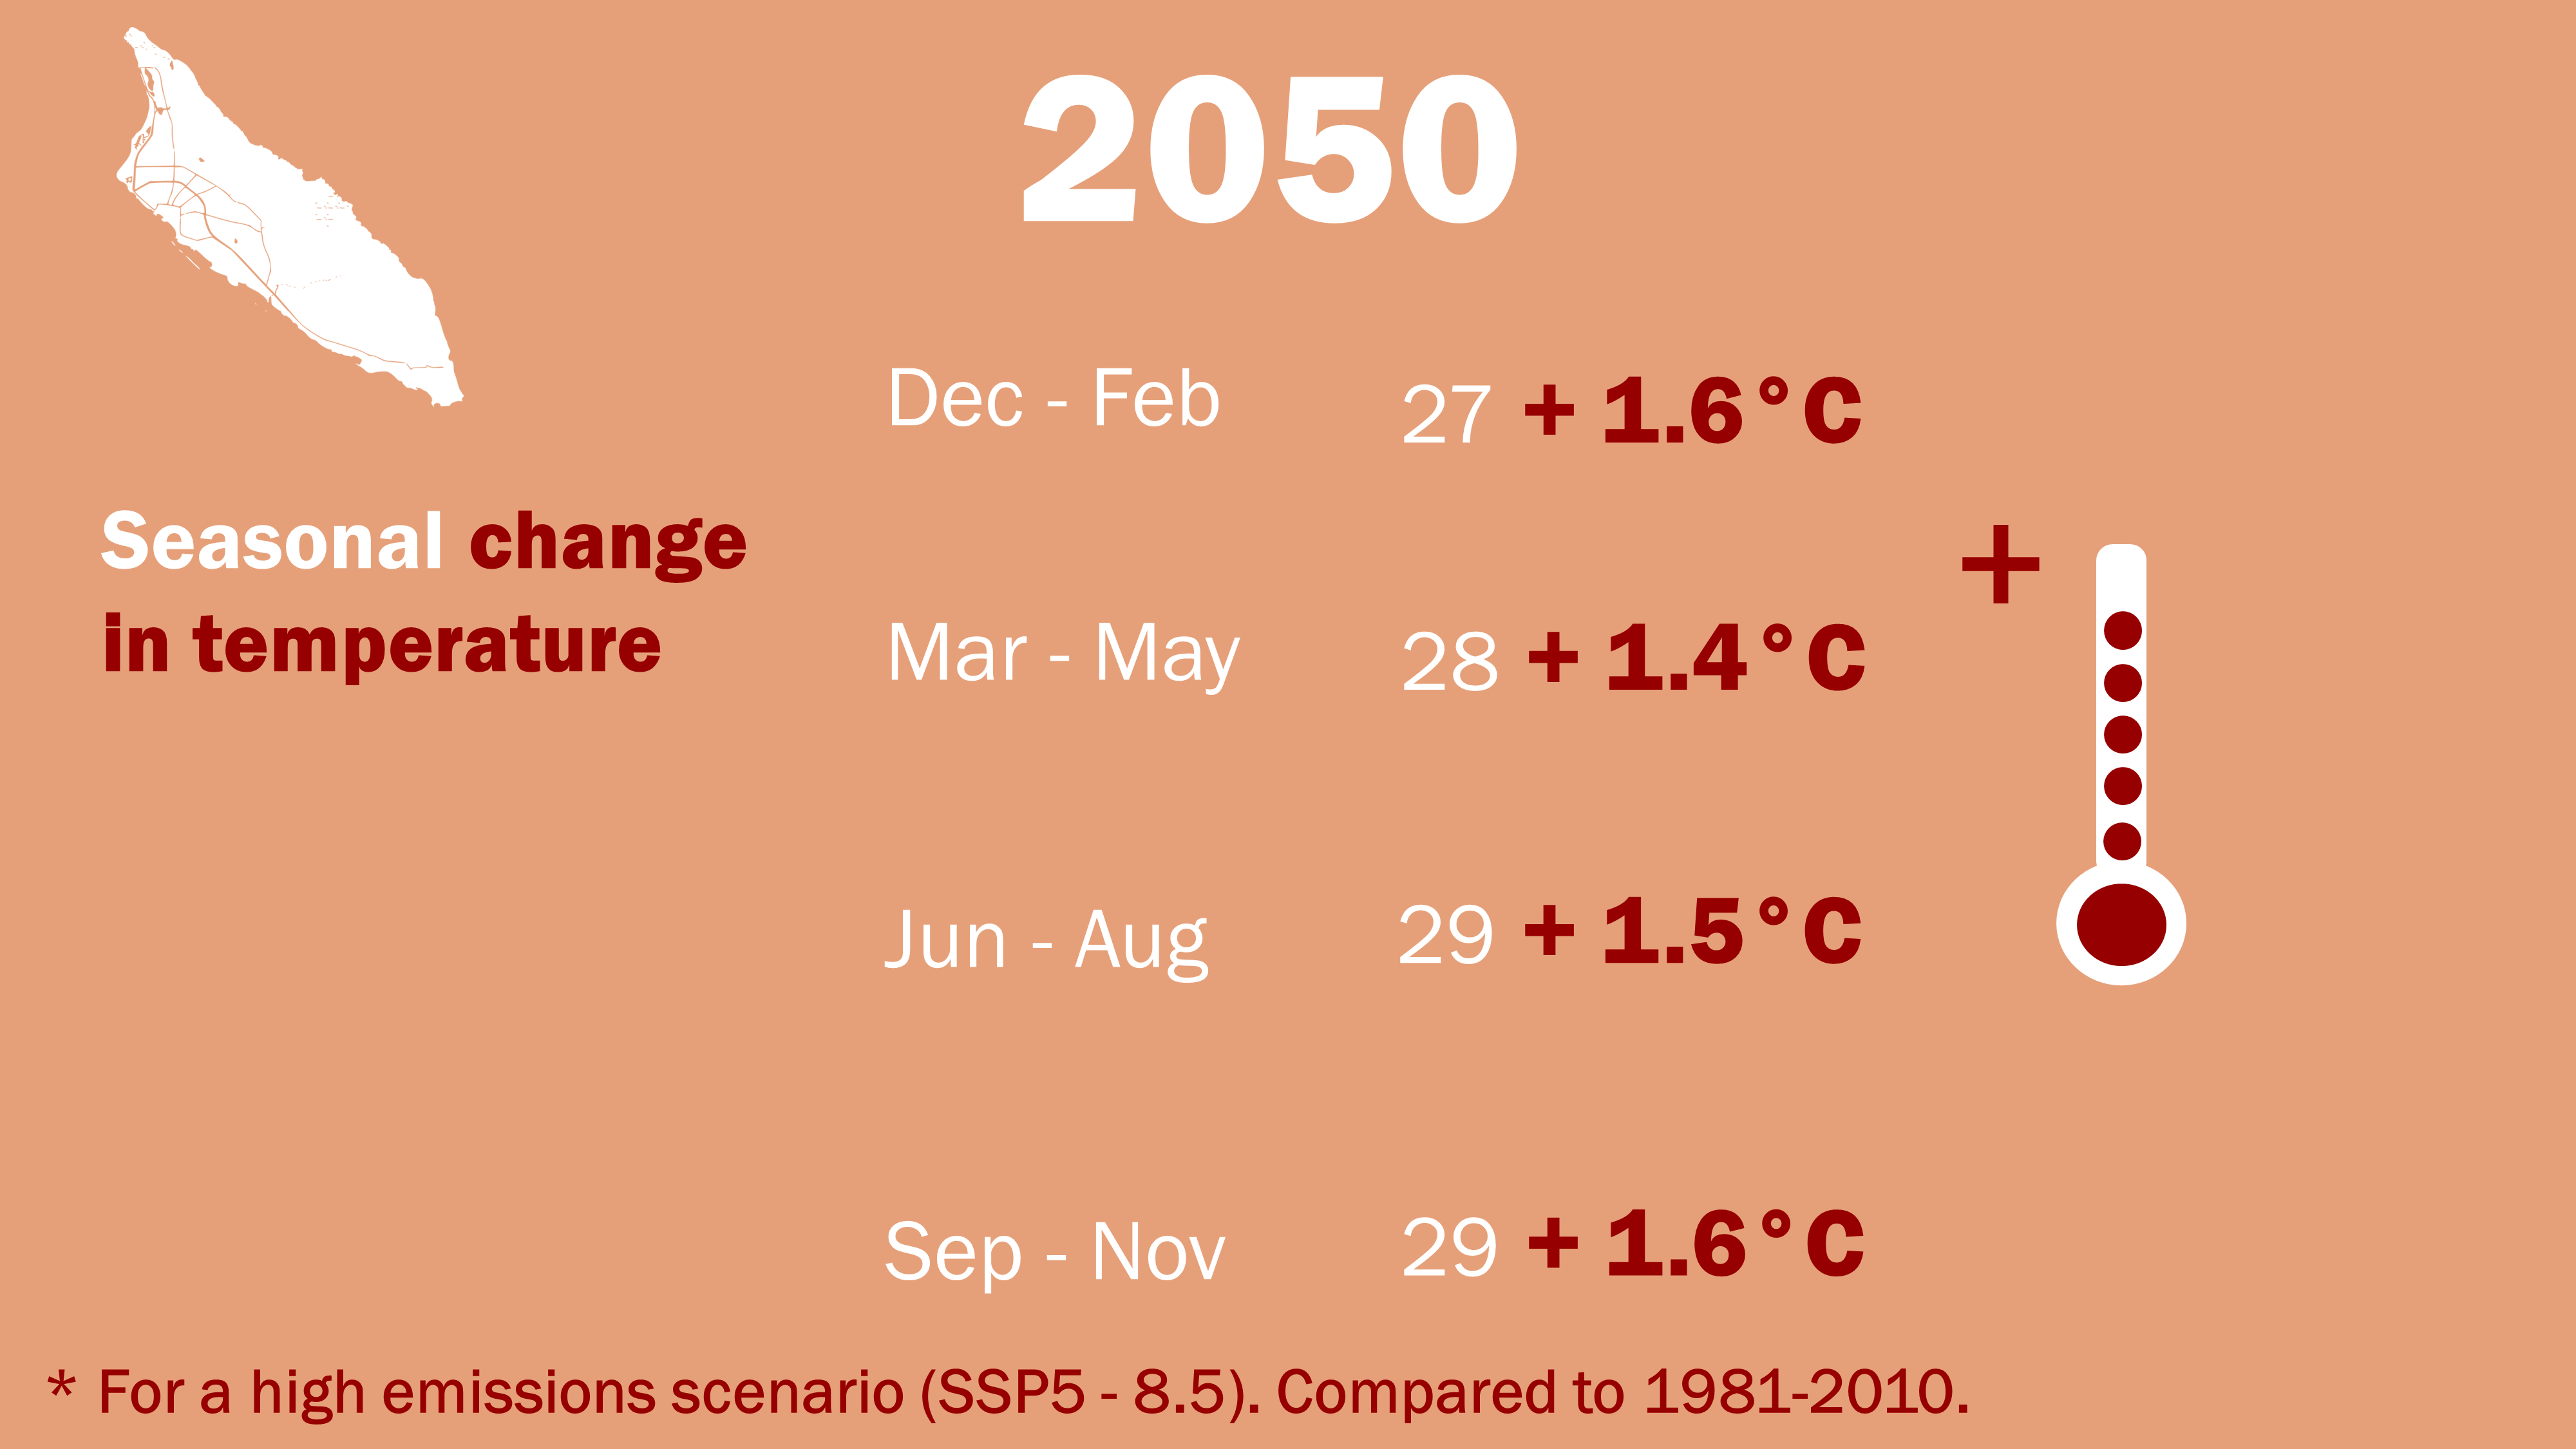 2050
Dec - Feb 27 + 1.6°C
Seasonal change
in temperature
+
Mar - May 28 + 1.4°C
Jun - Aug 29 + 1.5°C
Sep - Nov 29 + 1.6°C
* For a high emissions scenario (SSP5 - 8.5). Compared to 1981-2010.